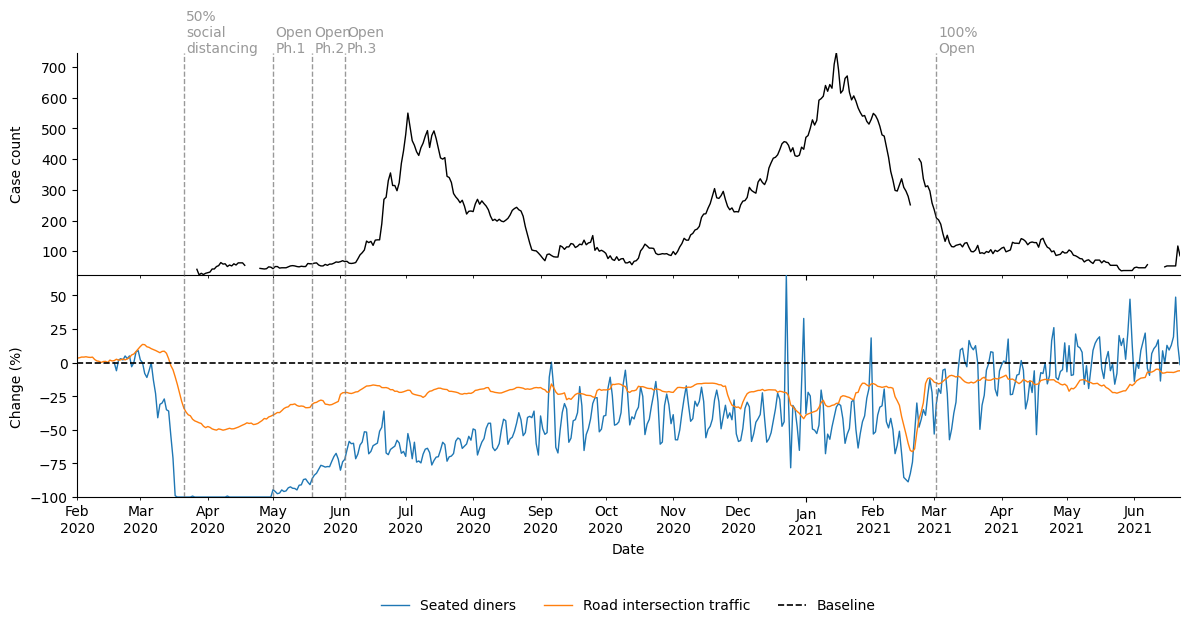 50%
social
distancing
Open
Ph.1
Open
Ph.2
Open
Ph.3
100%
Open
700
600
500
400
300
200
100
Case count
50
25
0
−25
−50
−75
−100
Change (%)
Feb
2020
Mar
2020
Apr
2020
May
2020
Jun
2020
Jul
2020
Aug
2020
Sep
2020
Oct
2020
Nov
2020
Dec
2020
Jan
2021
Feb
2021
Mar
2021
Apr
2021
May
2021
Jun
2021
Date
Seated diners
Road intersection traffic
Baseline